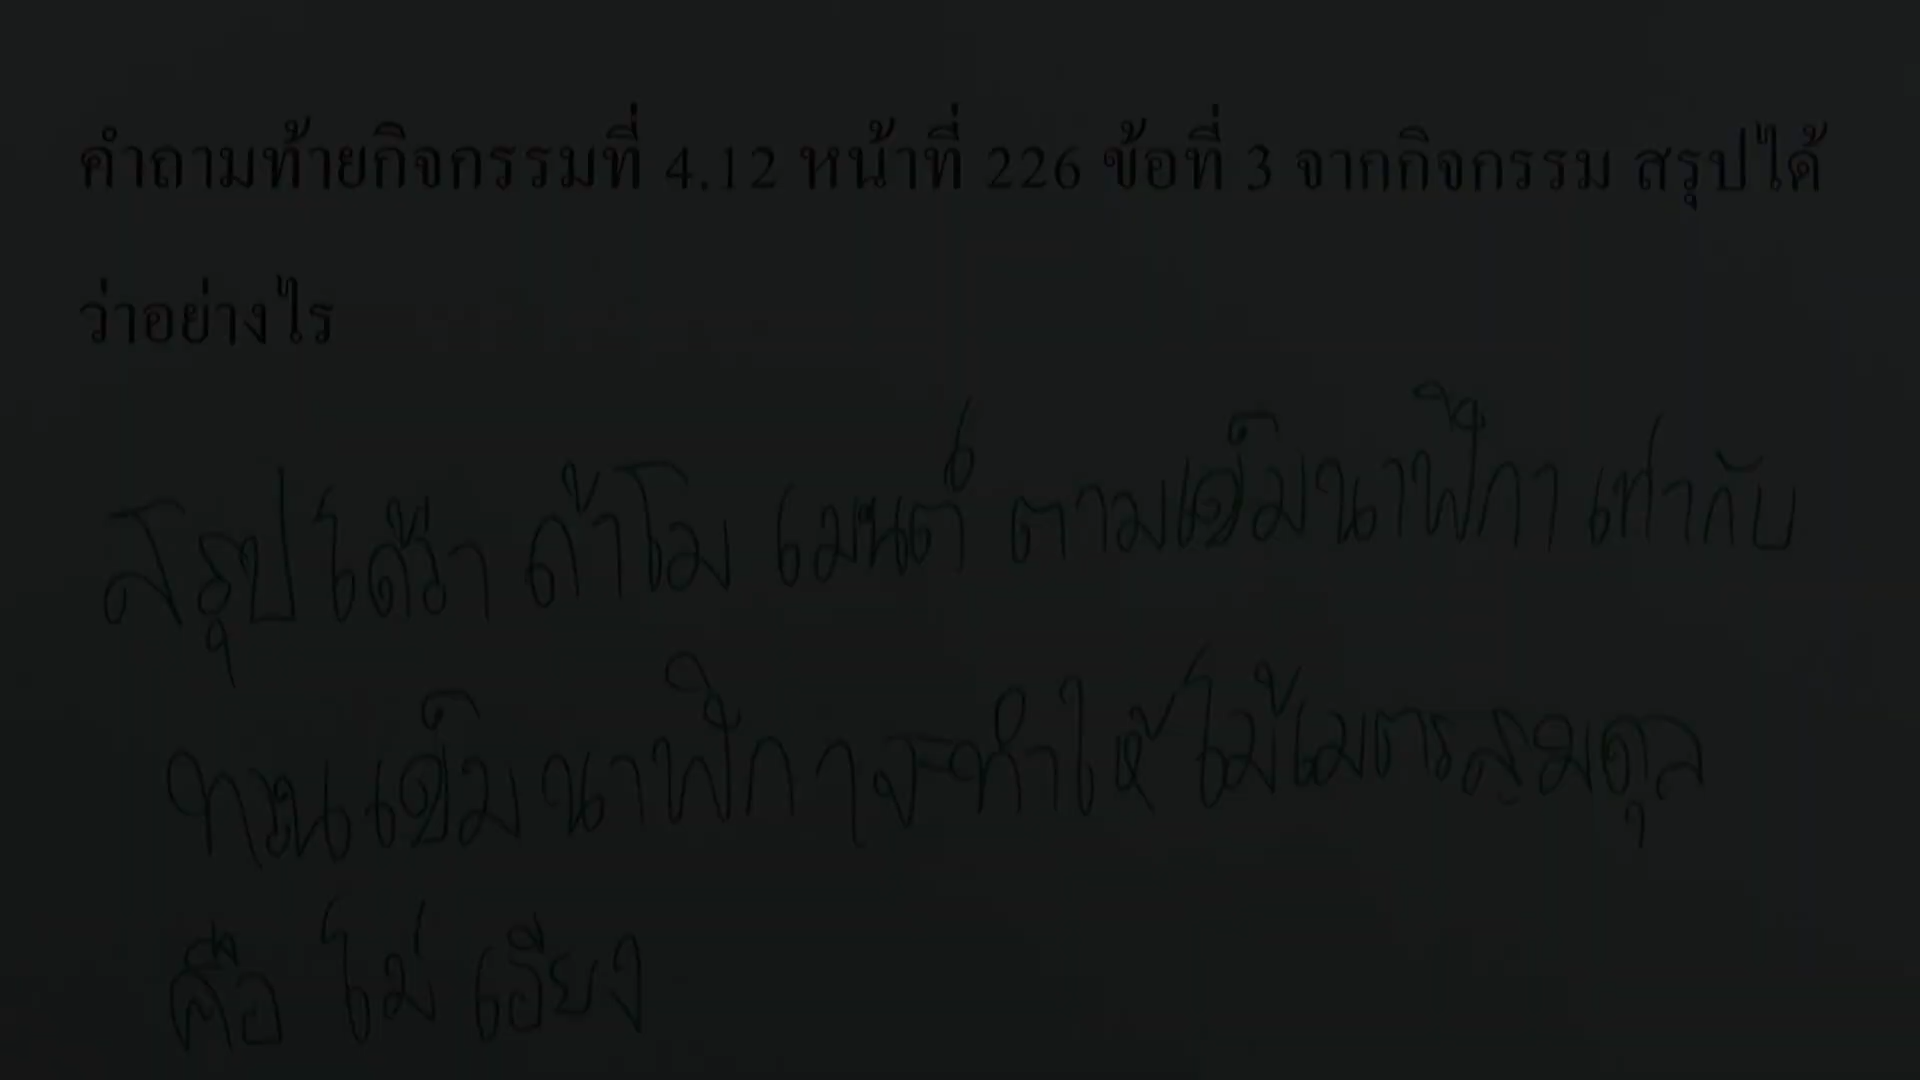 คำถามท้ายกิจกรรมที่ 4.12 หน้าที่ 226 ข้อที่ 3 จากกิจกรรม สรุปได้
ว่าอย่างไร
สรุปได้ว่า ถ้าโมเมนต์ ตามเข็มนาฬิกา เท่ากับ
ทวนเข็มนาฬิกาจะทำให้ไม้เมตรสมดุล
คือ ไม่เอียง